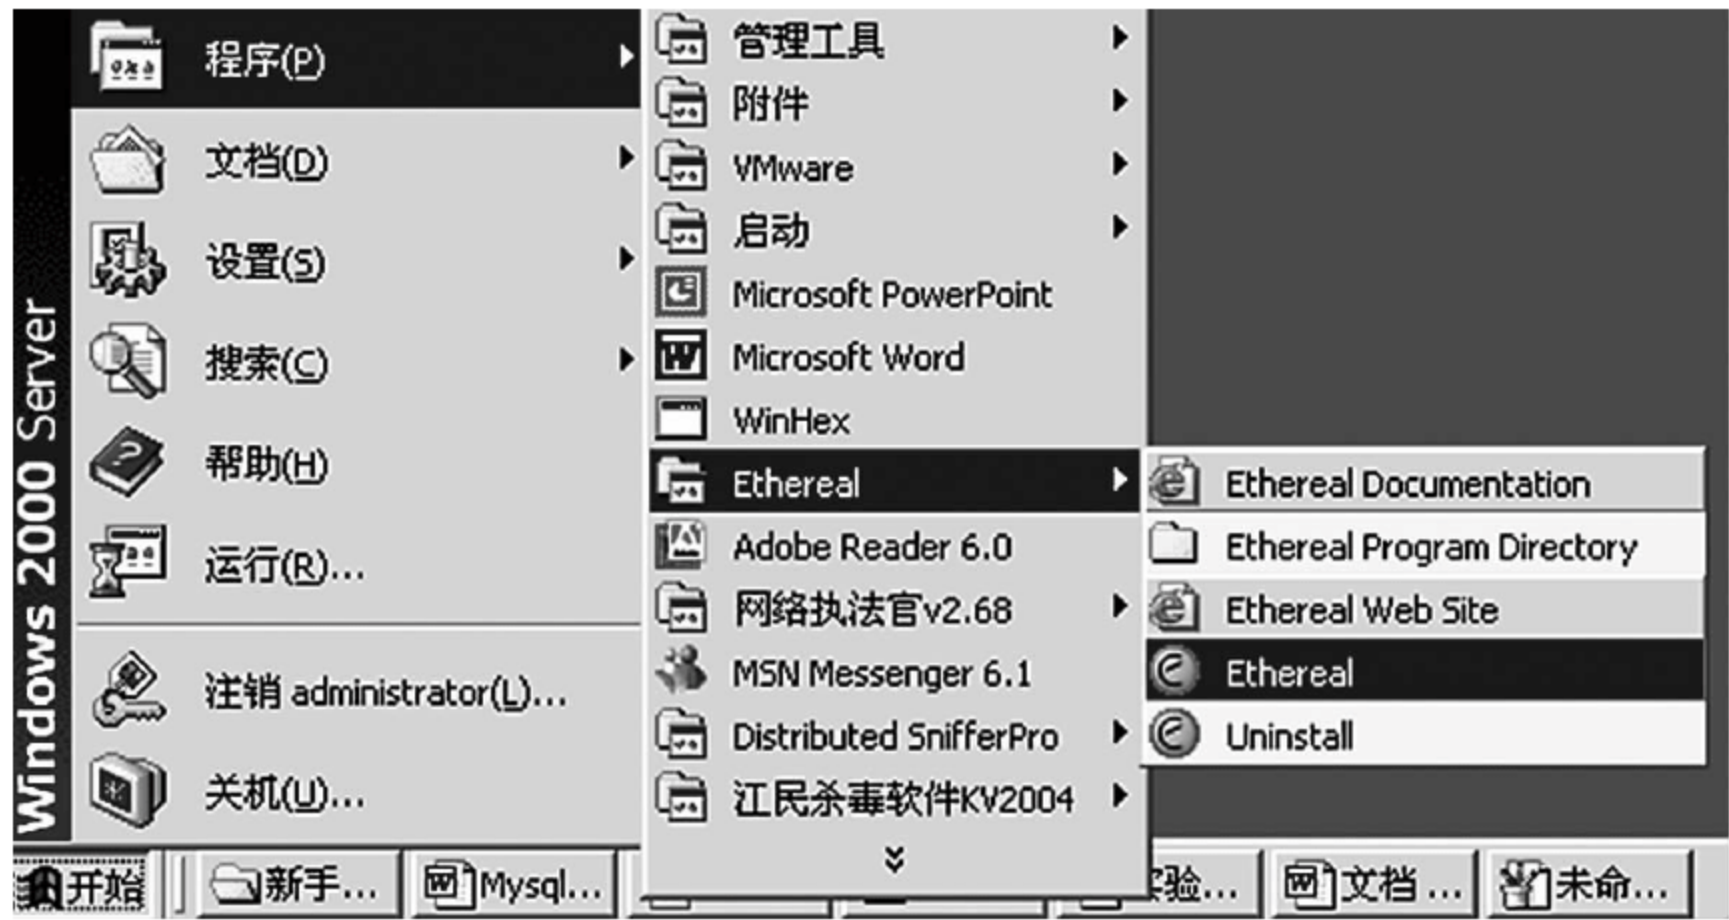 Windows 2000 Server
程序(P)
文档(D)
设置(S)
搜索(C)
帮助(H)
运行(R)...
注销 administrator(L)...
关机(U)...
管理工具
附件
VMware
启动
Microsoft PowerPoint
Microsoft Word
WinHex
Ethereal
Adobe Reader 6.0
网络执法官v2.68
MSN Messenger 6.1
Distributed SnifferPro
江民杀毒软件KV2004
Ethereal Documentation
Ethereal Program Directory
Ethereal Web Site
Ethereal
Uninstall
开始
新手...
Mysql...
验...
文档 ...
未命...